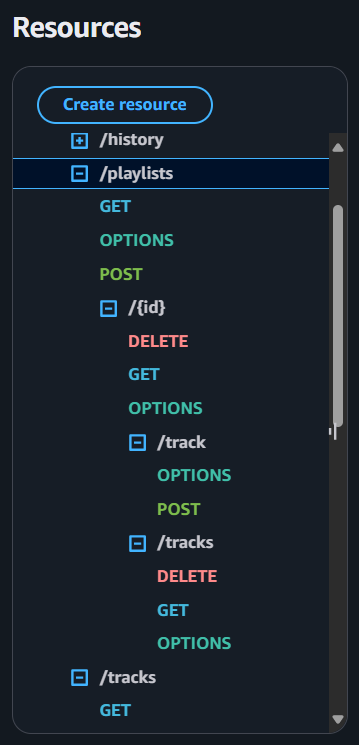 Resources
Create resource
/history
/playlists
GET
OPTIONS
POST
/{id}
DELETE
GET
OPTIONS
/track
OPTIONS
POST
/tracks
DELETE
GET
OPTIONS
/tracks
GET